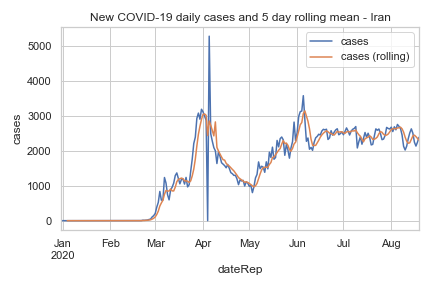 New COVID-19 daily cases and 5 day rolling mean - Iran
cases
cases (rolling)
5000
4000
3000
2000
1000
0
cases
Jan
2020
Feb
Mar
Apr
May
Jun
Jul
Aug
dateRep